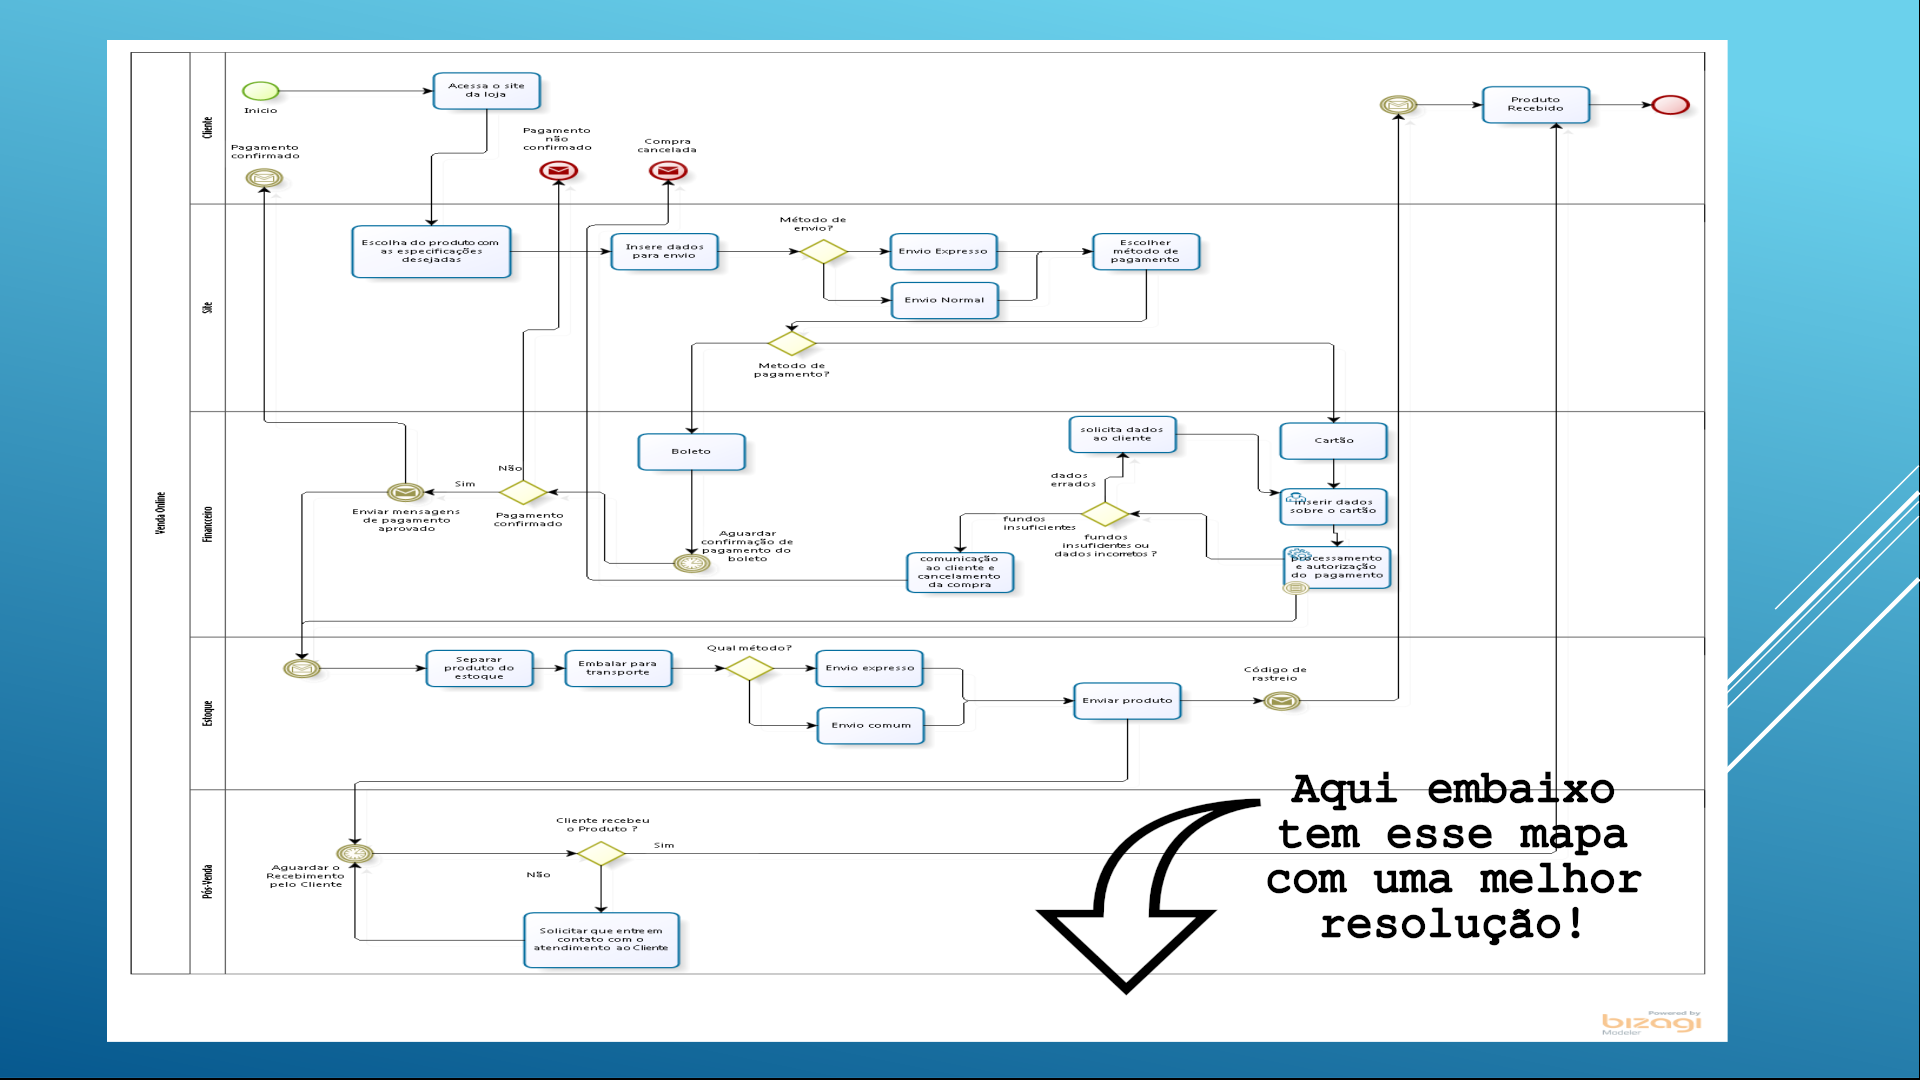 Venda Online
Cliente
Inicio
Acessa o site
da loja
Pagamento
confirmado
Pagamento
não
confirmado
Compra
cancelada
Produto
Recebido
Site
Escolha do produto com
as especificações
desejadas
Insere dados
para envio
Método de
envio?
Envio Expresso
Envio Normal
Escolher
método de
pagamento
Metodo de
pagamento?
Financeiro
Enviar mensagens
de pagamento
aprovado
Sim
Não
Pagamento
confirmado
Boleto
Aguardar
confirmação de
pagamento do
boleto
comunicação
ao cliente e
cancelamento
da compra
fundos
insuficientes
dados
errados
fundos
insuficientes ou
dados incorretos ?
solicita dados
ao cliente
Cartão
inserir dados
sobre o cartão
processamento
e autorização
do pagamento
Estoque
Separar
produto do
estoque
Embalar para
transporte
Qual método?
Envio expresso
Envio comum
Enviar produto
Código de
rastreio
Pós-Venda
Aguardar o
Recebimento
pelo Cliente
Cliente recebeu
o Produto ?
Sim
Não
Solicitar que entre em
contato com o
atendimento ao Cliente
Aqui embaixo
tem esse mapa
com uma melhor
resolução!
Powered by
bizagi
Modeler